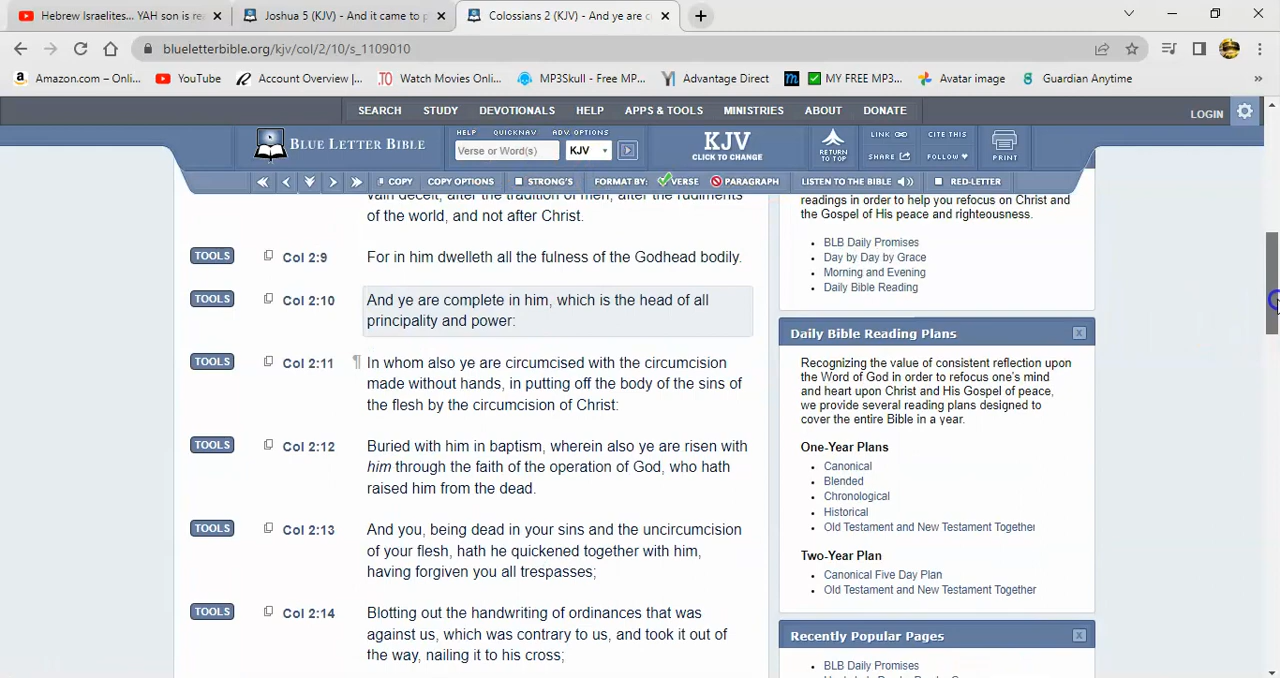 Hebrew Israelites... YAH son is re
Joshua 5 (KJV) - And it came to p
Colossians 2 (KJV) - And ye are c
blueletterbible.org/kjv/col/2/10/s_1109010
Amazon.com – Onli...
YouTube
Account Overview |...
TO Watch Movies Onl...
MP3Skull - Free MP...
Advantage Direct
MY FREE MP3...
Avatar image
Guardian Anytime
SEARCH STUDY DEVOTIONALS HELP APPS & TOOLS MINISTRIES ABOUT DONATE
LOGIN
BLUE LETTER BIBLE
HELP QUICKNAV ADV. OPTIONS
Verse or Word(s) KJV
KJV
CLICK TO CHANGE
RETURN
TO TOP
LINK
CITE THIS
SHARE
FOLLOW
PRINT
COPY COPY OPTIONS STRONG'S FORMAT BY: VERSE PARAGRAPH LISTEN TO THE BIBLE RED-LETTER
vain deceit, after the tradition of men, after the rudiments
of the world, and not after Christ.
TOOLS Col 2:9 For in him dwelleth all the fulness of the Godhead bodily.
TOOLS Col 2:10 And ye are complete in him, which is the head of all
principality and power:
TOOLS Col 2:11 ¶ In whom also ye are circumcised with the circumcision
made without hands, in putting off the body of the sins of
the flesh by the circumcision of Christ:
TOOLS Col 2:12 Buried with him in baptism, wherein also ye are risen with
him through the faith of the operation of God, who hath
raised him from the dead.
TOOLS Col 2:13 And you, being dead in your sins and the uncircumcision
of your flesh, hath he quickened together with him,
having forgiven you all trespasses;
TOOLS Col 2:14 Blotting out the handwriting of ordinances that was
against us, which was contrary to us, and took it out of
the way, nailing it to his cross;
readings in order to help you refocus on Christ and
the Gospel of His peace and righteousness.
BLB Daily Promises
Day by Day by Grace
Morning and Evening
Daily Bible Reading
Daily Bible Reading Plans
Recognizing the value of consistent reflection upon
the Word of God in order to refocus one's mind
and heart upon Christ and His Gospel of peace,
we provide several reading plans designed to
cover the entire Bible in a year.
One-Year Plans
Canonical
Blended
Chronological
Historical
Old Testament and New Testament Together
Two-Year Plan
Canonical Five Day Plan
Old Testament and New Testament Together
Recently Popular Pages
BLB Daily Promises